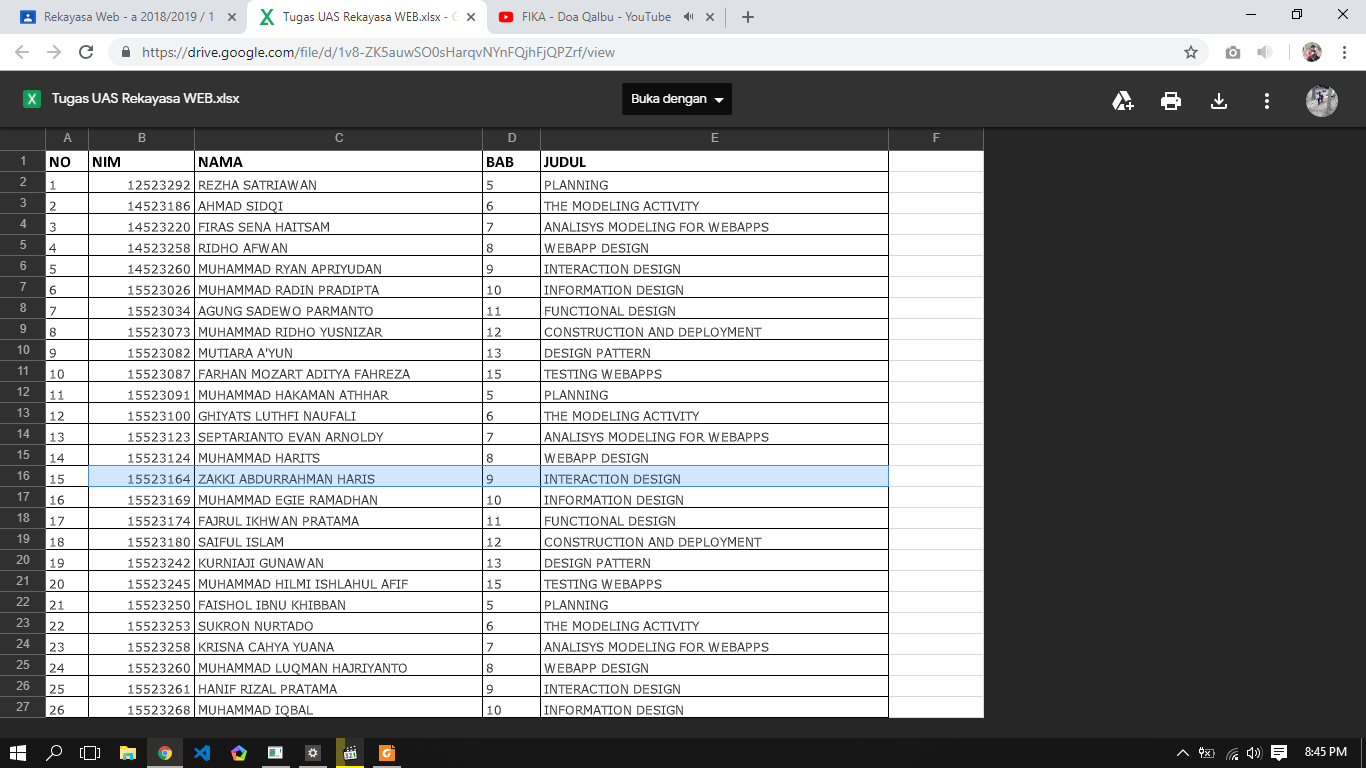 Rekayasa Web - a 2018/2019 / 1
Tugas UAS Rekayasa WEB.xlsx - G
FIKA - Doa Qalbu - YouTube
https://drive.google.com/file/d/1v8-ZK5auwSO0sHarqvNYnFQjhFjQPZrf/view
X Tugas UAS Rekayasa WEB.xlsx
Buka dengan
A B C D E F
1 NO NIM NAMA BAB JUDUL
2 1 12523292 REZHA SATRIAWAN 5 PLANNING
3 2 14523186 AHMAD SIDQI 6 THE MODELING ACTIVITY
4 3 14523220 FIRAS SENA HAITSAM 7 ANALISYS MODELING FOR WEBAPPS
5 4 14523258 RIDHO AFWAN 8 WEBAPP DESIGN
6 5 14523260 MUHAMMAD RYAN APRIYUDAN 9 INTERACTION DESIGN
7 6 15523026 MUHAMMAD RADIN PRADIPTA 10 INFORMATION DESIGN
8 7 15523034 AGUNG SADEWO PARMANTO 11 FUNCTIONAL DESIGN
9 8 15523073 MUHAMMAD RIDHO YUSNIZAR 12 CONSTRUCTION AND DEPLOYMENT
10 9 15523082 MUTIARA A'YUN 13 DESIGN PATTERN
11 10 15523087 FARHAN MOZART ADITYA FAHREZA 15 TESTING WEBAPPS
12 11 15523091 MUHAMMAD HAKAMAN ATHHAR 5 PLANNING
13 12 15523100 GHIYATS LUTHFI NAUFALI 6 THE MODELING ACTIVITY
14 13 15523123 SEPTARIANTO EVAN ARNOLDY 7 ANALISYS MODELING FOR WEBAPPS
15 14 15523124 MUHAMMAD HARITS 8 WEBAPP DESIGN
16 15 15523164 ZAKKI ABDURRAHMAN HARIS 9 INTERACTION DESIGN
17 16 15523169 MUHAMMAD EGIE RAMADHAN 10 INFORMATION DESIGN
18 17 15523174 FAJRUL IKHWAN PRATAMA 11 FUNCTIONAL DESIGN
19 18 15523180 SAIFUL ISLAM 12 CONSTRUCTION AND DEPLOYMENT
20 19 15523242 KURNIAJI GUNAWAN 13 DESIGN PATTERN
21 20 15523245 MUHAMMAD HILMI ISHLAHUL AFIF 15 TESTING WEBAPPS
22 21 15523250 FAISHOL IBNU KHIBBAN 5 PLANNING
23 22 15523253 SUKRON NURTADO 6 THE MODELING ACTIVITY
24 23 15523258 KRISNA CAHYA YUANA 7 ANALISYS MODELING FOR WEBAPPS
25 24 15523260 MUHAMMAD LUQMAN HAJRIYANTO 8 WEBAPP DESIGN
26 25 15523261 HANIF RIZAL PRATAMA 9 INTERACTION DESIGN
27 26 15523268 MUHAMMAD IQBAL 10 INFORMATION DESIGN
8:45 PM